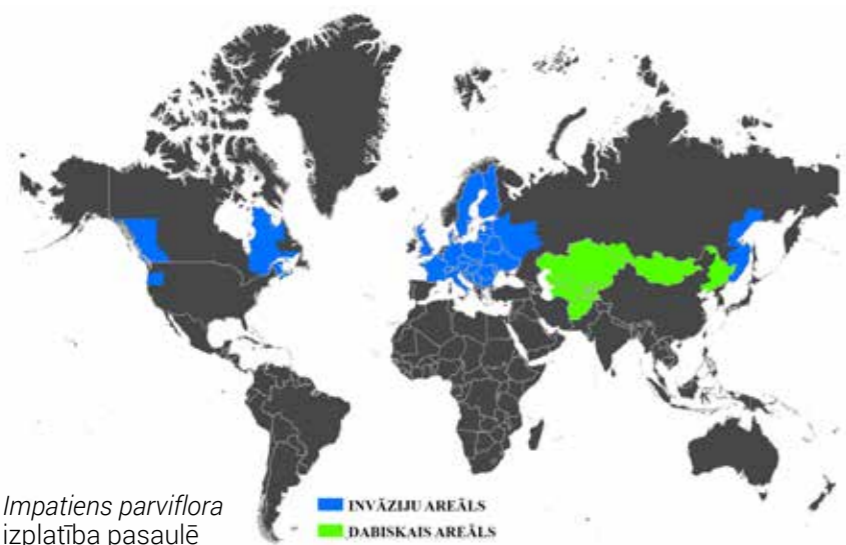 Impatiens parviflora
izplatība pasaulē
INVĀZIJU AREĀLS
DABISKAIS AREĀLS